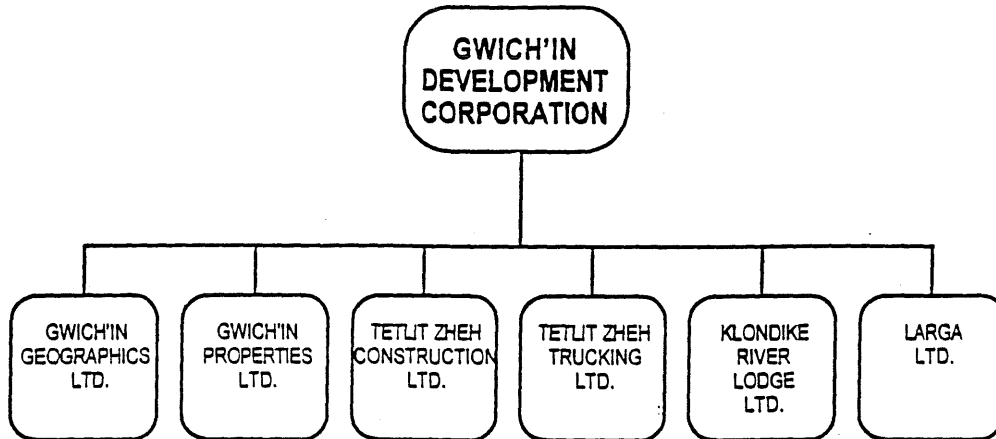 GWICH'IN
DEVELOPMENT
CORPORATION
GWICH'IN
GEOGRAPHICS
LTD.
GWICH'IN
PROPERTIES
LTD.
TETLIT ZHEH
CONSTRUCTION
LTD.
TETLIT ZHEH
TRUCKING
LTD.
KLONDIKE
RIVER
LODGE
LTD.
LARGA
LTD.